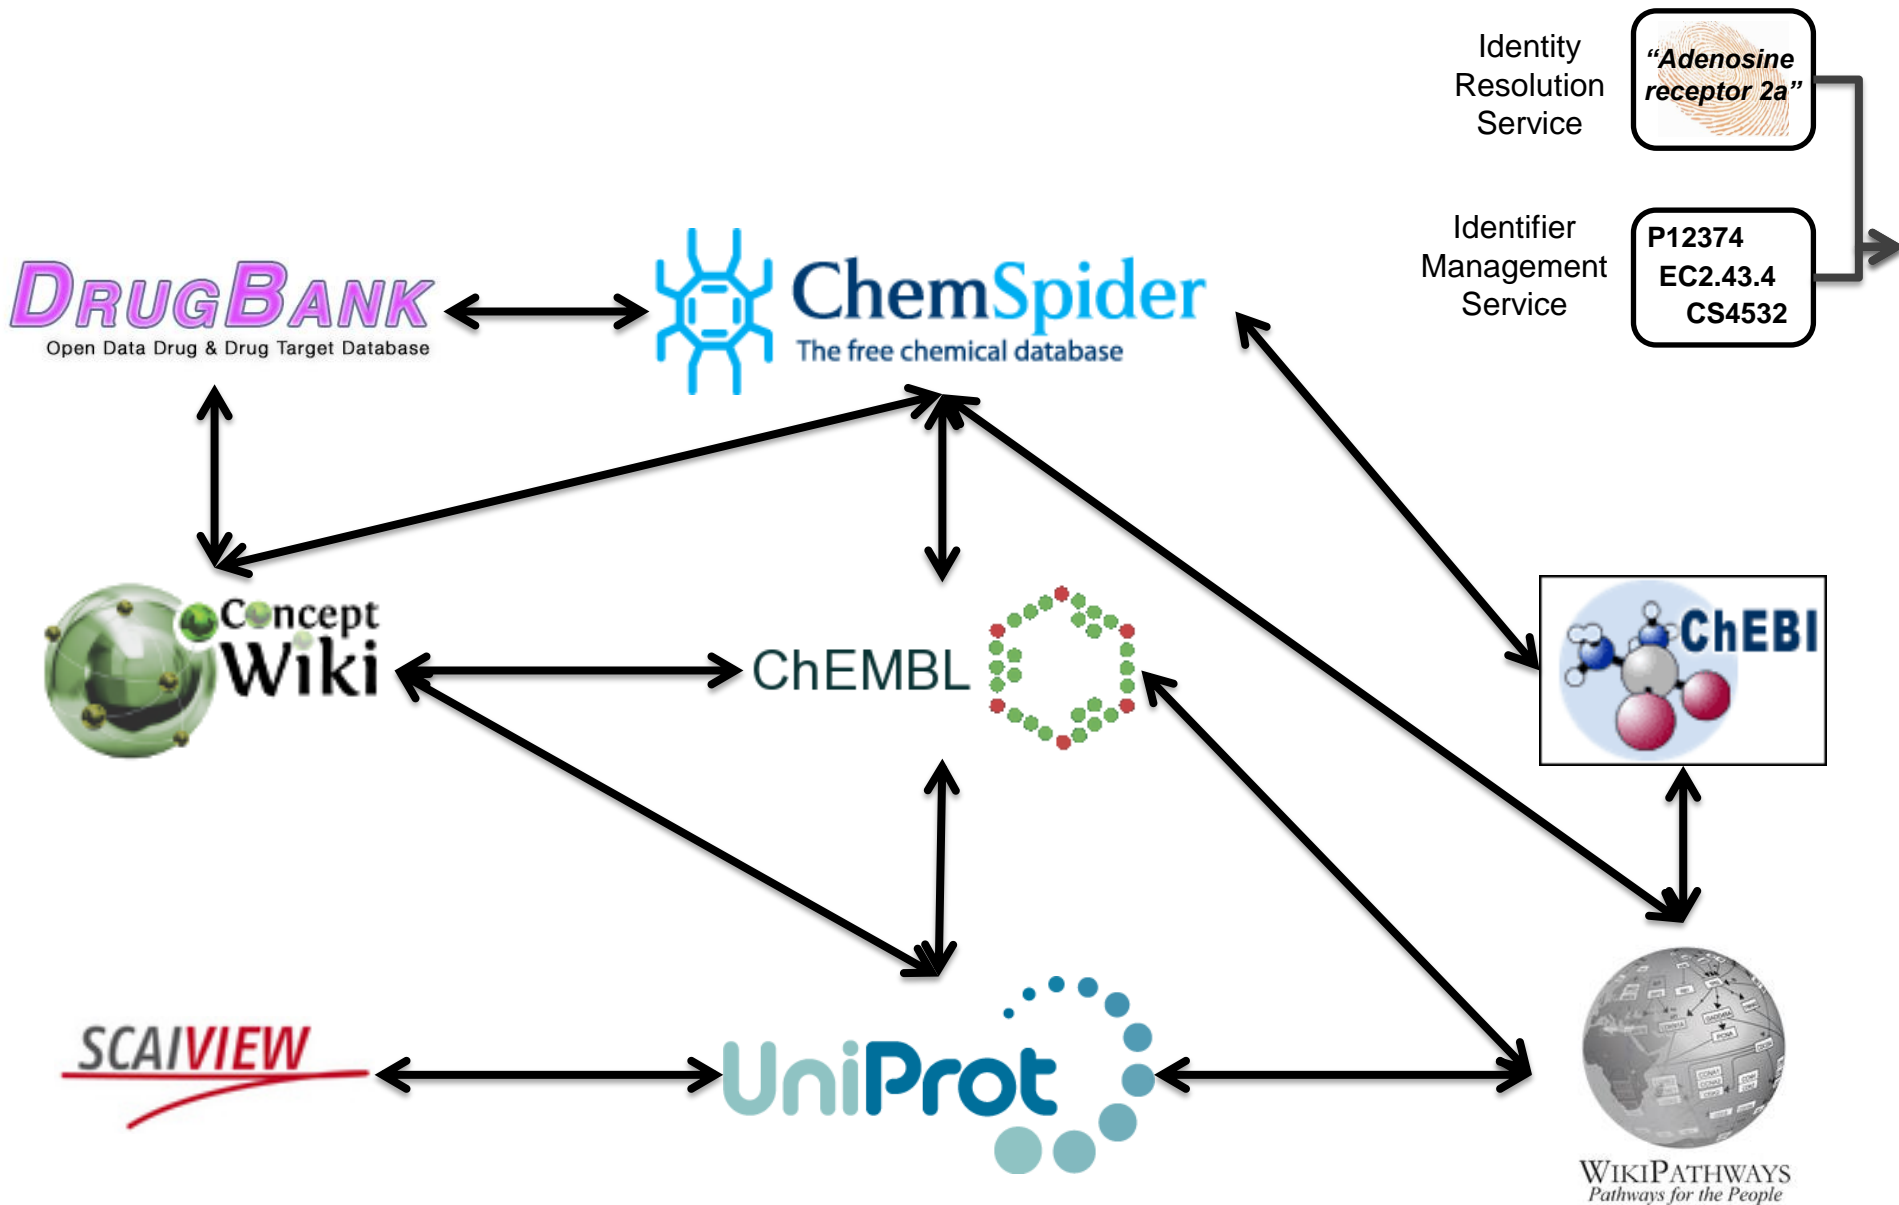 Identity
Resolution
Service
“Adenosine
receptor 2a”
Identifier
Management
Service
P12374
EC2.43.4
CS4532
DRUGBANK
Open Data Drug & Drug Target Database
ChemSpider
The free chemical database
Concept
Wiki
ChEMBL
ChEBI
SCAIVIEW
UniProt
WIKIPATHWAYS
Pathways for the People